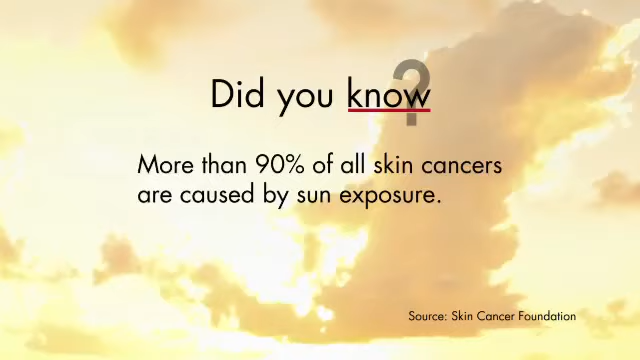 Did you know?
More than 90% of all skin cancers
are caused by sun exposure.
Source: Skin Cancer Foundation